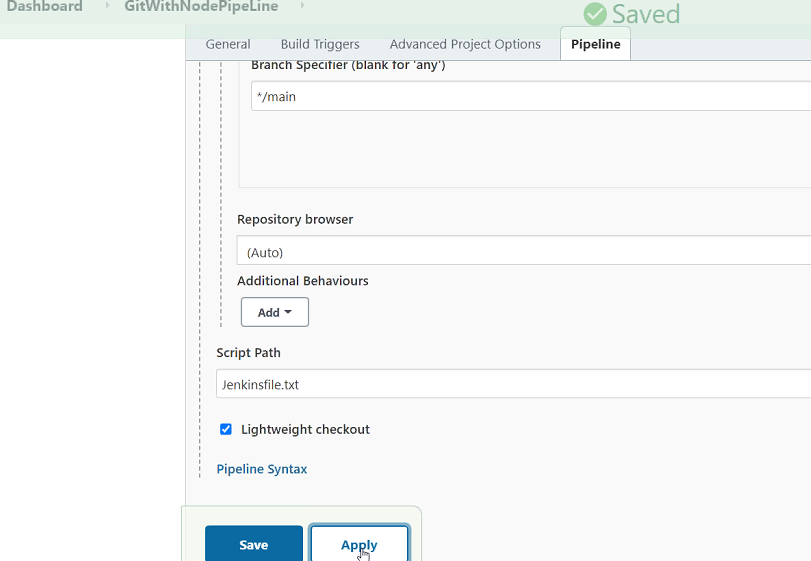 Dashboard
GitWithNodePipeLine
Saved
General
Build Triggers
Advanced Project Options
Pipeline
Branch Specifier (blank for 'any')
*/main
Repository browser
(Auto)
Additional Behaviours
Add
Script Path
Jenkinsfile.txt
Lightweight checkout
Pipeline Syntax
Save
Apply